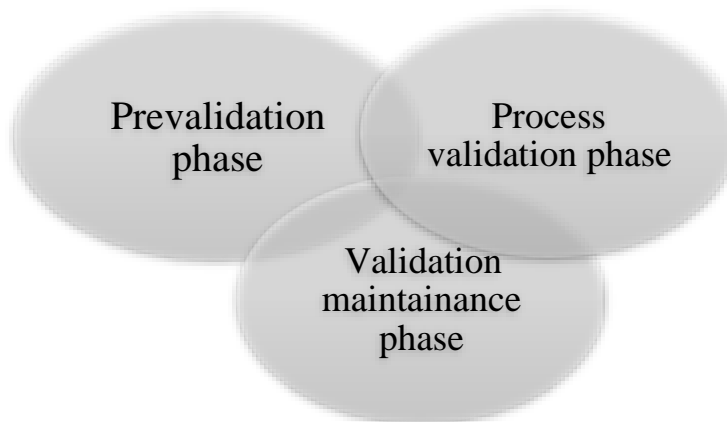 Prevalidation
phase
Process
validation phase
Validation
maintainance
phase